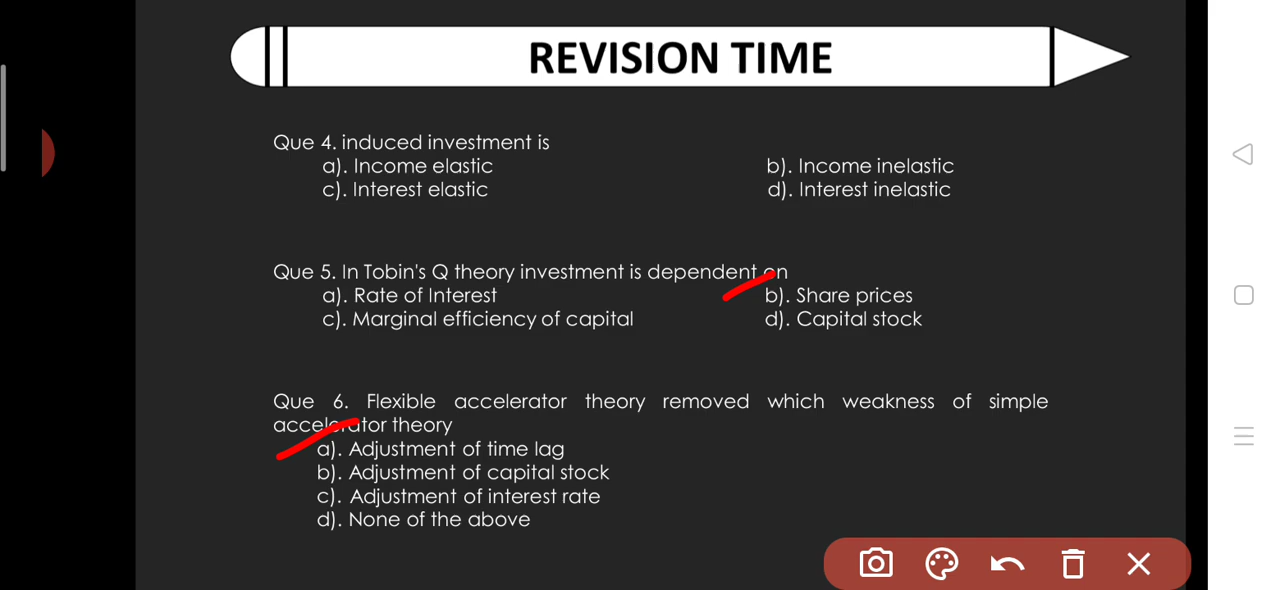 REVISION TIME
Que 4. induced investment is
a). Income elastic b). Income inelastic
c). Interest elastic d). Interest inelastic
Que 5. In Tobin's Q theory investment is dependent on
a). Rate of Interest b). Share prices
c). Marginal efficiency of capital d). Capital stock
Que 6. Flexible accelerator theory removed which weakness of simple
accelerator theory
a). Adjustment of time lag
b). Adjustment of capital stock
c). Adjustment of interest rate
d). None of the above